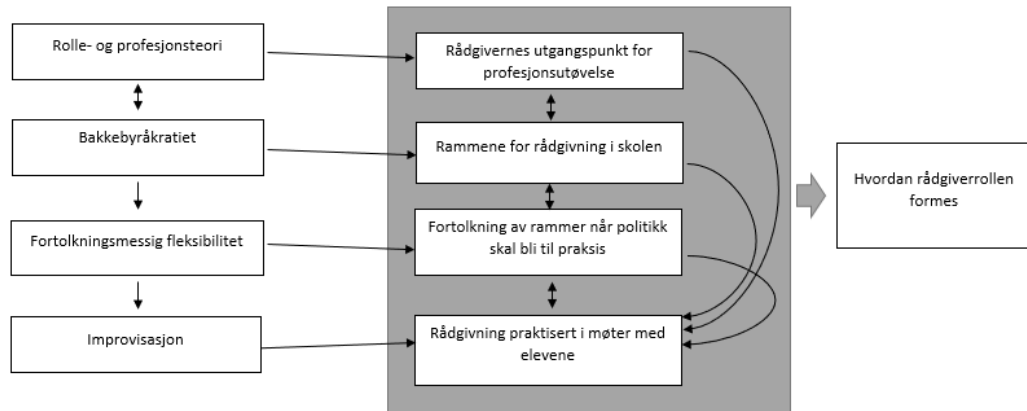 Rolle- og profesjonsteori
Bakkebyråkratiet
Fortolkningsmessig fleksibilitet
Improvisasjon
Rådgivernes utgangspunkt for
profesjonsutøvelse
Rammene for rådgivning i skolen
Fortolkning av rammer når politikk
skal bli til praksis
Rådgivning praktisert i møter med
elevene
Hvordan rådgiverrollen
formes